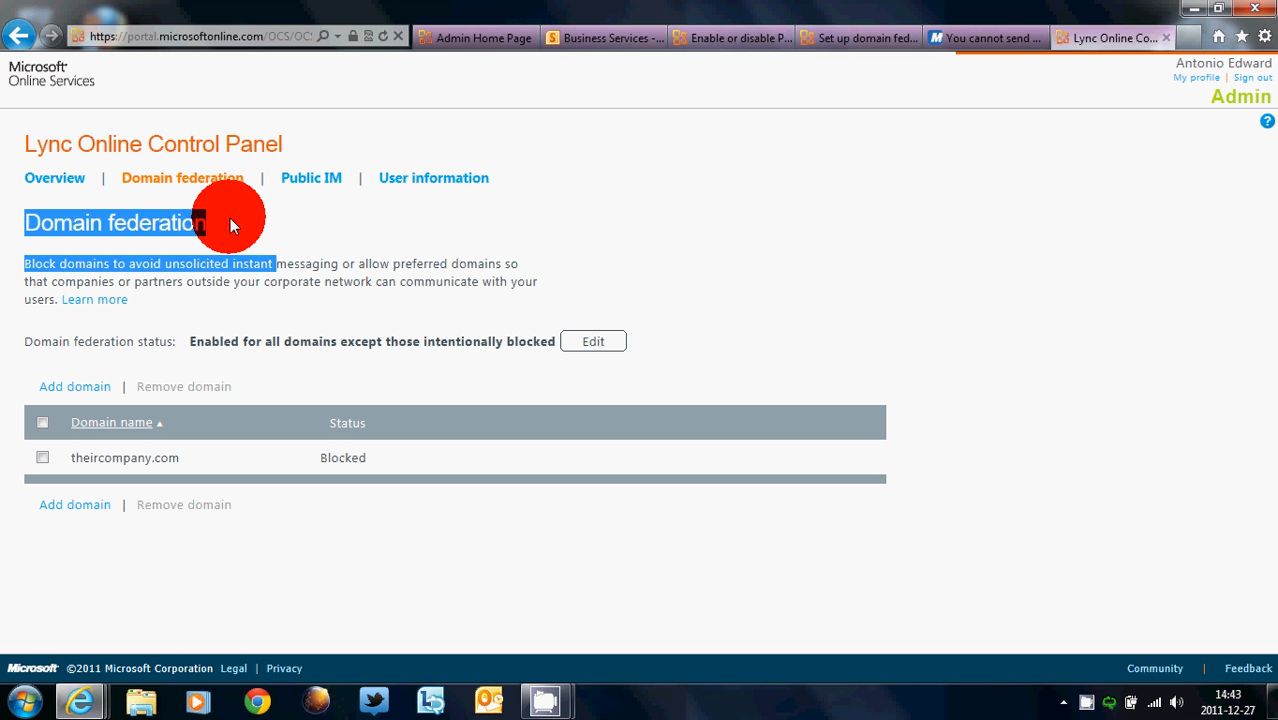 https://portal.microsoftonline.com/OCS/OCS
Admin Home Page
Business Services -...
Enable or disable P...
Set up domain fed...
You cannot send ...
Lync Online Co...
Microsoft
Online Services
Antonio Edward
My profile | Sign out
Admin
Lync Online Control Panel
Overview | Domain federation | Public IM | User information
Domain federation
Block domains to avoid unsolicited instant messaging or allow preferred domains so
that companies or partners outside your corporate network can communicate with your
users. Learn more
Domain federation status: Enabled for all domains except those intentionally blocked Edit
Add domain | Remove domain
Domain name Status
theircompany.com Blocked
Add domain | Remove domain
Microsoft ©2011 Microsoft Corporation Legal | Privacy
Community | Feedback
14:43
2011-12-27